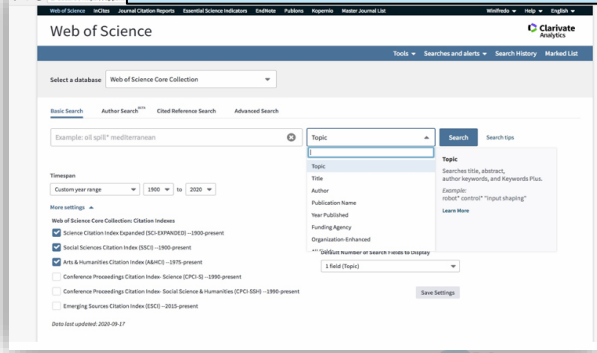 Web of Science InCites Journal Citation Reports Essential Science Indicators EndNote Publons Kopernio Master Journal List Winfredo Help English
Web of Science
Clarivate
Analytics
Tools Searches and alerts Search History Marked List
Select a database Web of Science Core Collection
Basic Search Author Search BETA Cited Reference Search Advanced Search
Example: oil spill* mediterranean Topic Search Search tips
Topic
Title
Author
Publication Name
Year Published
Funding Agency
Organization-Enhanced
Topic
Searches title, abstract,
author keywords, and Keywords Plus.
Example:
robot* control* "input shaping"
Learn More
Timespan
Custom year range 1900 to 2020
More settings
Web of Science Core Collection: Citation Indexes
Science Citation Index Expanded (SCI-EXPANDED) --1900-present
Social Sciences Citation Index (SSCI) --1900-present
Arts & Humanities Citation Index (A&HCI) --1975-present
Conference Proceedings Citation Index- Science (CPCI-S) --1990-present
Conference Proceedings Citation Index- Social Science & Humanities (CPCI-SSH) --1990-present
Emerging Sources Citation Index (ESCI) --2015-present
Default Number of Search Fields to Display
1 field (Topic)
Save Settings
Data last updated: 2020-09-17